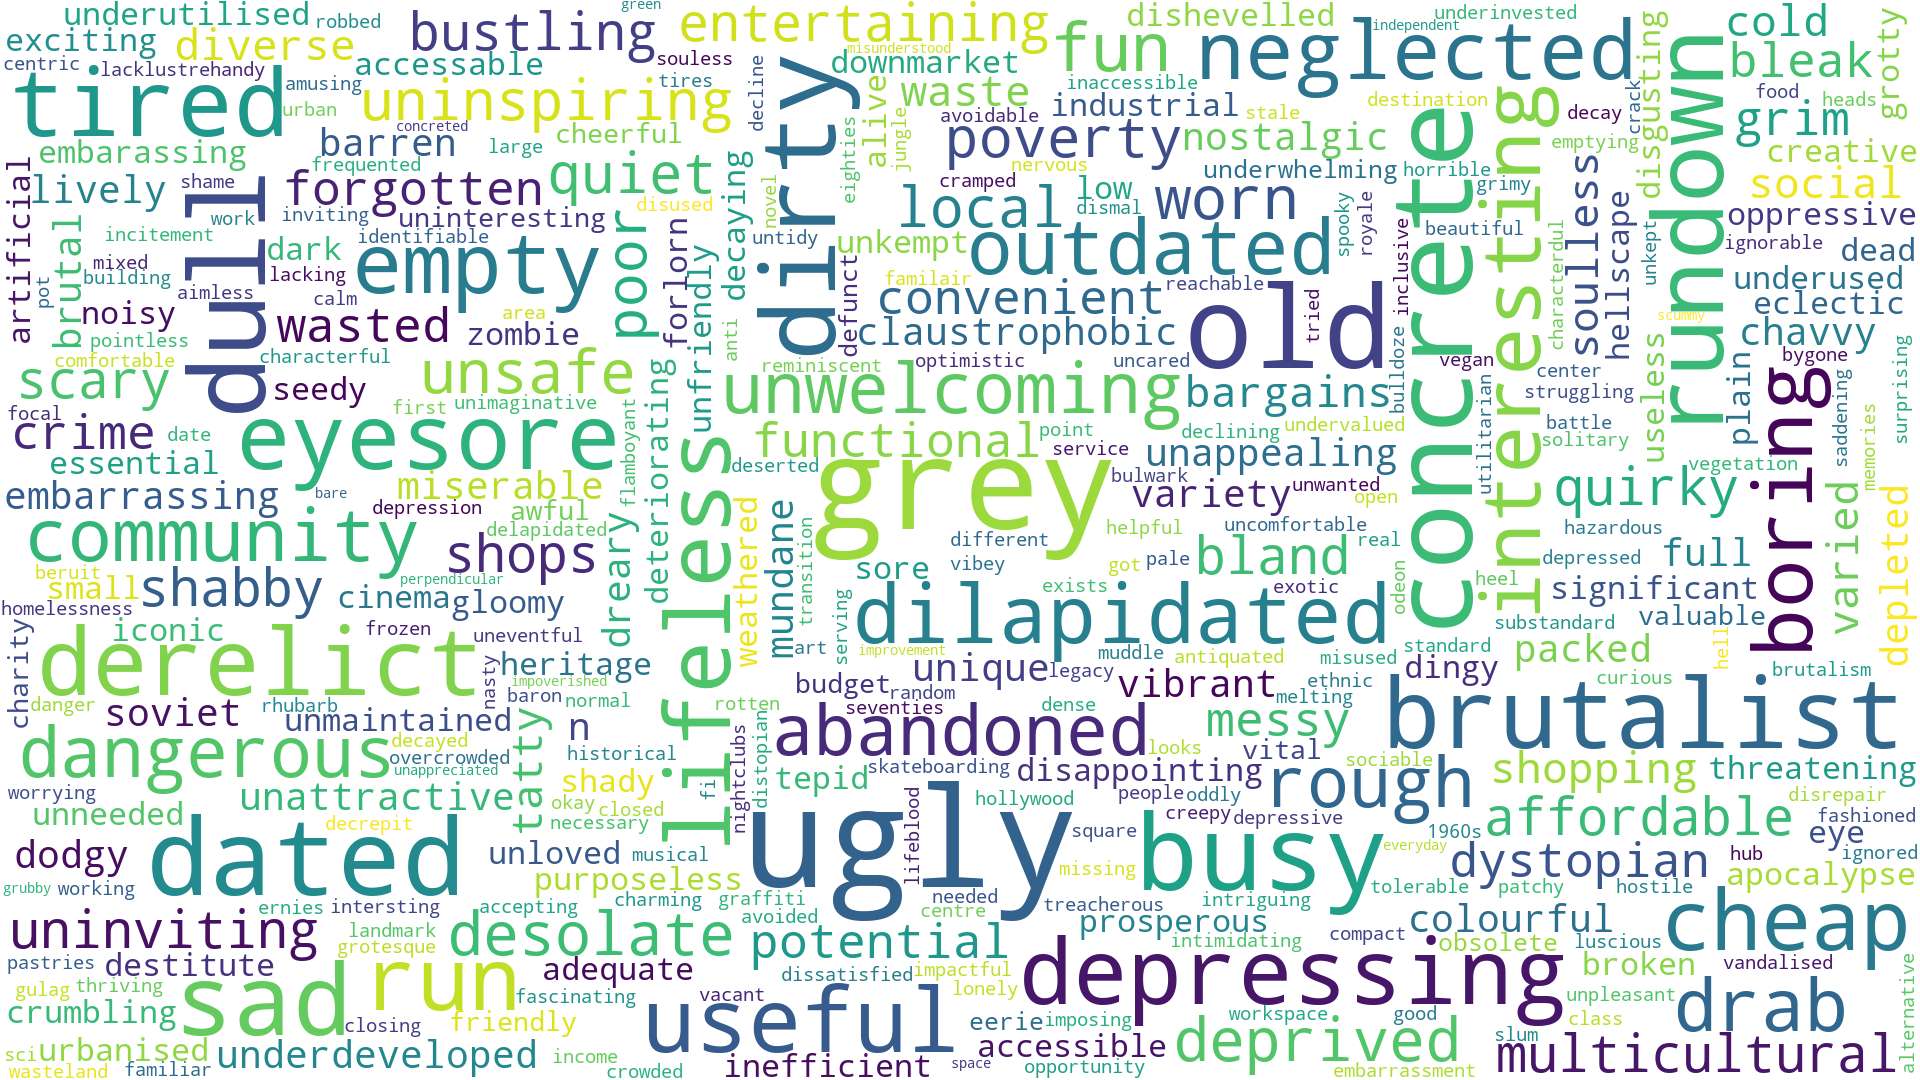 underutilised
robbed
bustling
green
entertaining
dishevelled
independent
underinvested
cold
exciting
diverse
accessable
souless
misunderstood
fun
neglected
disgusting
rundown
bleak
grotty
centric
lacklustrehandy
amusing
tires
decline
dirty
downmarket
inaccessible
tired
urban
uninspiring
alive
waste
industrial
destination
concrete
interesting
decay
crack
food
heads
concreted
cheerful
eighties
jungle
avoidable
poverty
stale
nostalgic
emptying
grim
barren
large
embarassing
frequented
quiet
decaying
nervous
underwhelming
horrible
creative
artificial
lively
shame
dull
forgotten
disused
novel
cramped
low
worn
grimy
soulless
social
work
inviting
uninteresting
poor
forlorn
local
dismal
spooky
royale
inclusive
beautiful
characterdul
hellscape
unkept
oppressive
incitement
dark
identifiable
empty
unfriendly
untidy
unkempt
outdated
ignorable
dead
brutal
mixed
building
lacking
defunct
familair
reachable
underused
pot
aimless
calm
area
convenient
old
tried
scummy
eclectic
noisy
wasted
zombie
anti
claustrophobic
bulldoze
useless
chavvy
pointless
comfortable
characterful
unsafe
deteriorating
reminiscent
optimistic
uncared
vegan
center
plain
bygone
surprising
scary
seedy
unwelcoming
bargains
utilitarian
struggling
boring
saddening
memories
focal
first
unimaginative
flamboyant
crime
date
eyesore
functional
point
declining
undervalued
battle
solitary
essential
lifeless
deserted
grey
service
unappealing
vegetation
embarrassing
bare
miserable
bulwark
unwanted
quirky
depression
awful
weathered
mundane
variety
open
varied
depleted
community
delapidated
dreary
transition
helpful
uncomfortable
hazardous
shops
different
real
beruit
perpendicular
vibey
got
pale
bland
depressed
full
small
shabby
cinema
gloomy
sore
exists
exotic
odeon
heel
significant
homelessness
frozen
uneventful
serving
dilapidated
substandard
valuable
charity
iconic
derelict
nasty
heritage
art
improvement
muddle
antiquated
misused
standard
packed
hell
brutalism
impoverished
unique
legacy
ethnic
dingy
curious
danger
soviet
rhubarb
baron
normal
rotten
budget
random
vibrant
melting
unmaintained
n
seventies
dense
brutalist
dangerous
decayed
tatty
historical
nightclubs
distopian
abandoned
looks
messy
overcrowded
vital
sociable
unappreciated
shady
fi
tepid
skateboarding
disappointing
rough
shopping
threatening
worrying
unattractive
okay
closed
lifeblood
hollywood
people
oddly
disrepair
unneeded
decrepit
necessary
ugly
creepy
depressive
affordable
fashioned
dated
square
busy
1960s
eye
dodgy
unloved
musical
everyday
dystopian
hub
ignored
grubby
working
purposeless
missing
tolerable
patchy
hostile
apocalypse
ernies
intersting
accepting
charming
graffiti
needed
treacherous
intriguing
uninviting
landmark
avoided
centre
prosperous
colourful
cheap
grotesque
desolate
potential
intimidating
compact
obsolete
luscious
pastries
destitute
sad
run
adequate
dissatisfied
impactful
depressing
broken
vandalised
alternative
gulag
thriving
fascinating
vacant
lonely
unpleasant
crumbling
closing
friendly
useful
eerie
imposing
workspace
good
class
drab
sci
urbanised
underdeveloped
income
accessible
deprived
slum
multicultural
wasteland
familiar
crowded
inefficient
space
opportunity
embarrassment